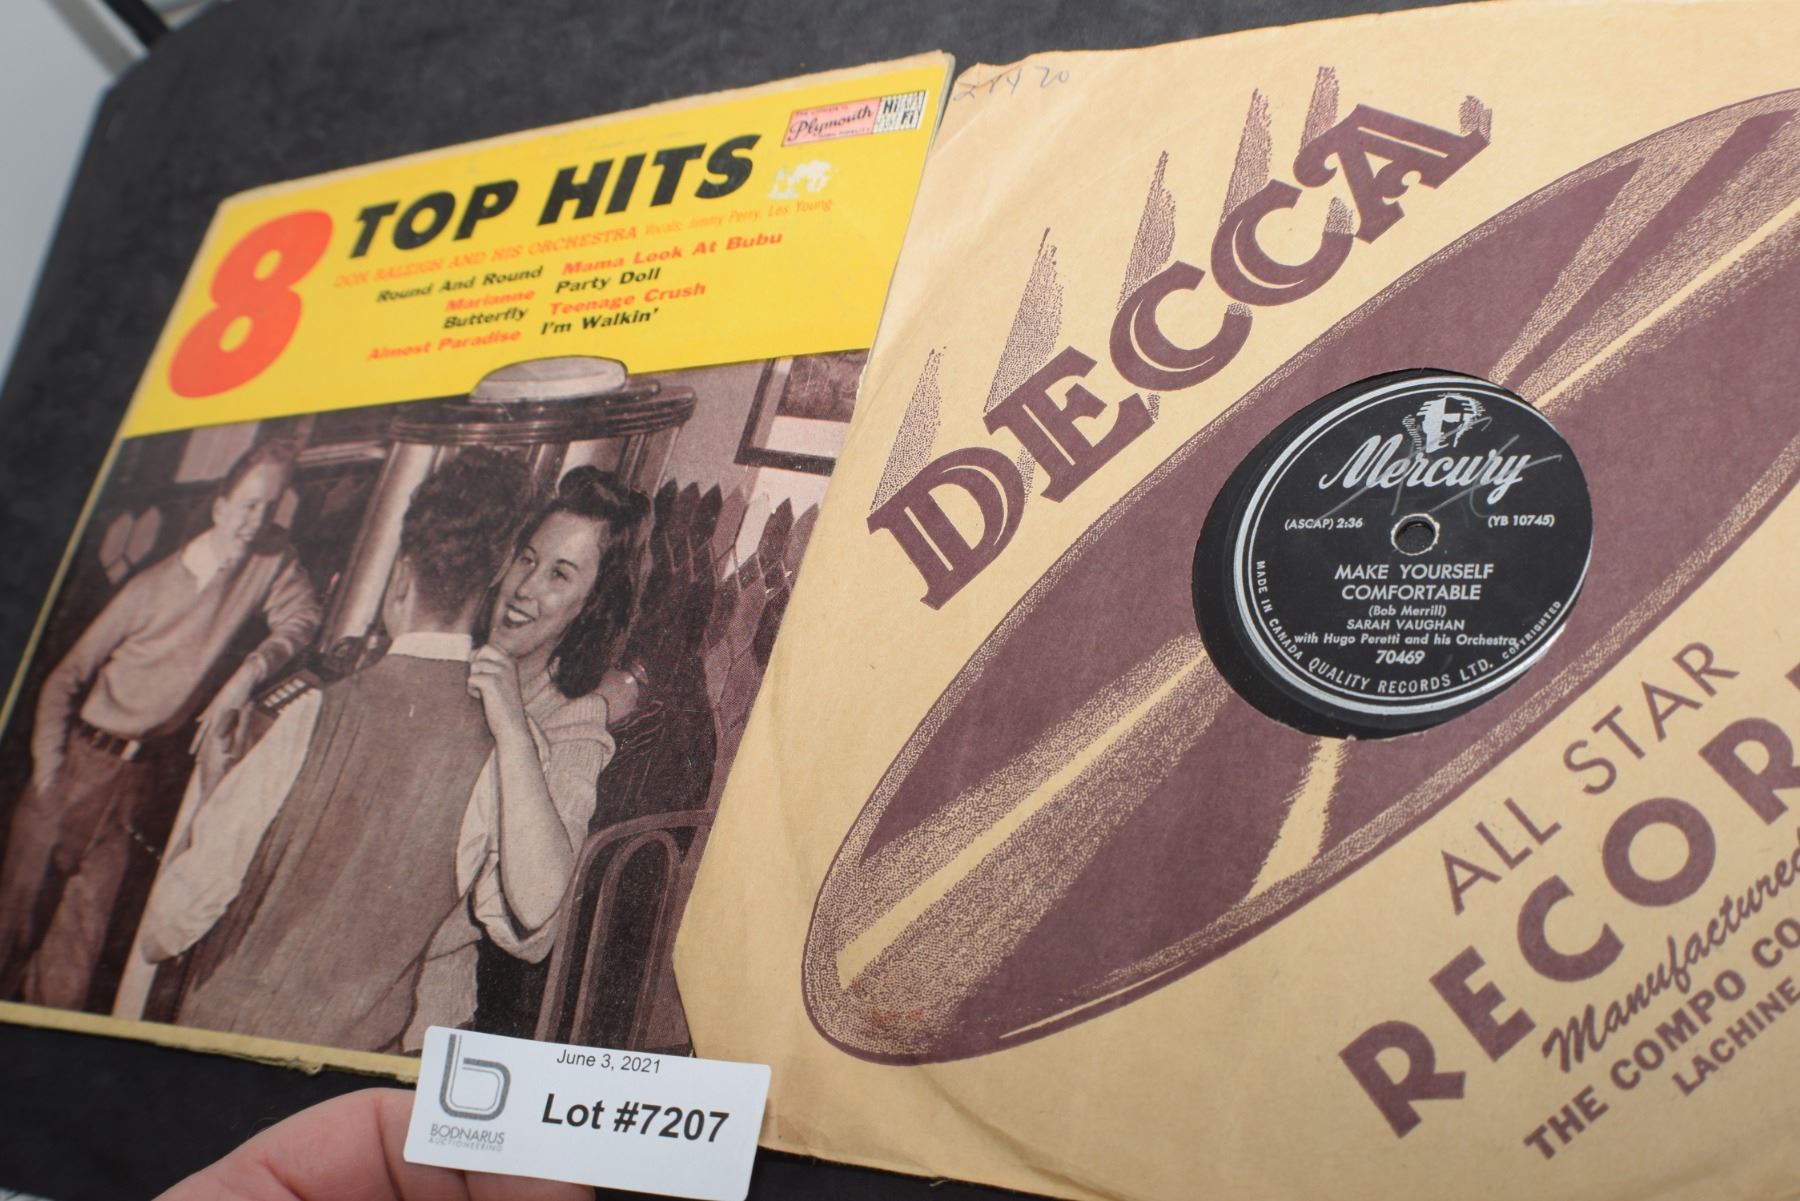 8 TOP HITS
Plymouth
HI FI
DON RALEIGH AND HIS ORCHESTRA Vocals: Jimmy Perry, Les Young
Round And Round Mama Look At Bubu
Marianne Party Doll
Butterfly Teenage Crush
Almost Paradise I'm Walkin'
DECCA
Mercury
(ASCAP) 2:36 (YB 10745)
MAKE YOURSELF
COMFORTABLE
(Bob Merrill)
SARAH VAUGHAN
with Hugo Peretti and his Orchestra
70469
MADE IN CANADA QUALITY RECORDS LTD. COPYRIGHTED
ALL STAR
RECOR
Manufactured
THE COMPO CO
LACHINE
June 3, 2021
Lot #7207
BODNARUS
AUCTIONEERING